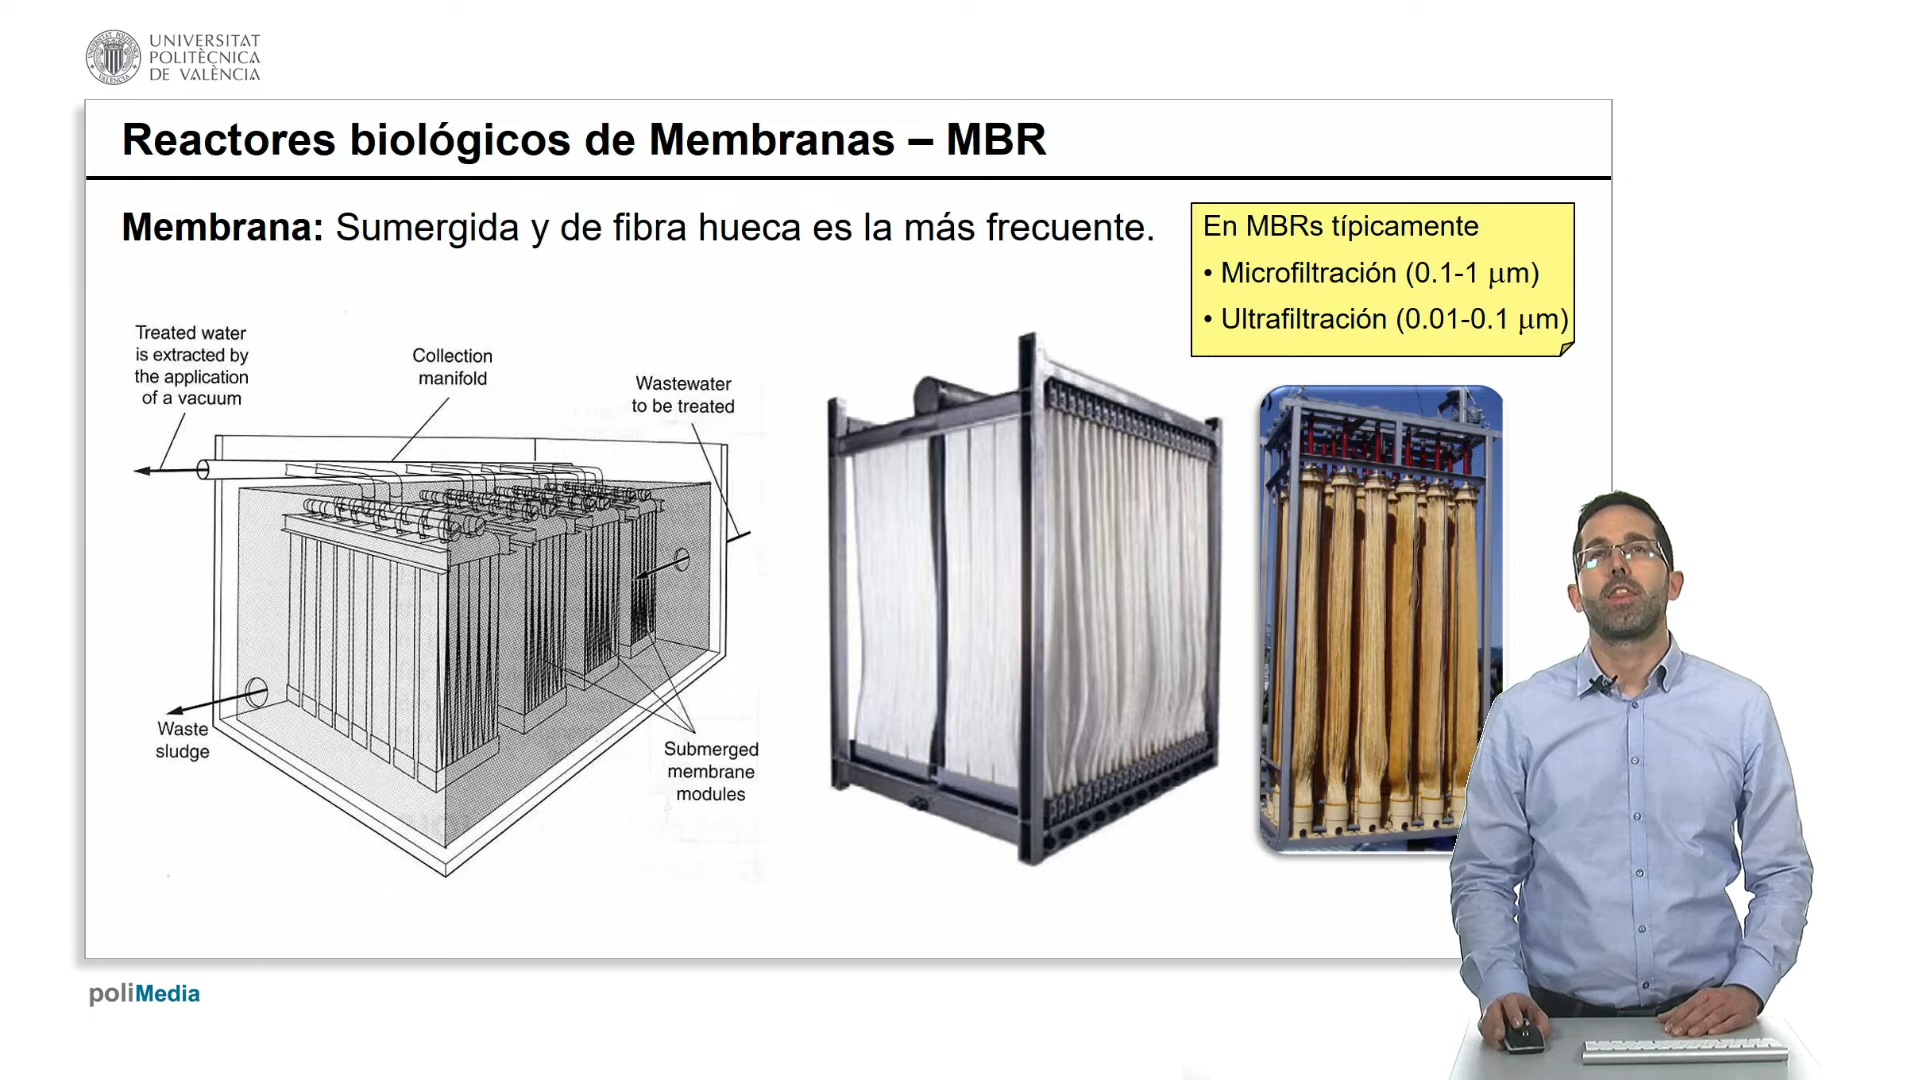 UNIVERSITAT
POLITÈCNICA
DE VALÈNCIA
Reactores biológicos de Membranas – MBR
Membrana: Sumergida y de fibra hueca es la más frecuente.
En MBRs típicamente
• Microfiltración (0.1-1 μm)
• Ultrafiltración (0.01-0.1 μm)
Treated water
is extracted by
the application
of a vacuum
Collection
manifold
Wastewater
to be treated
Waste
sludge
Submerged
membrane
modules
poliMedia